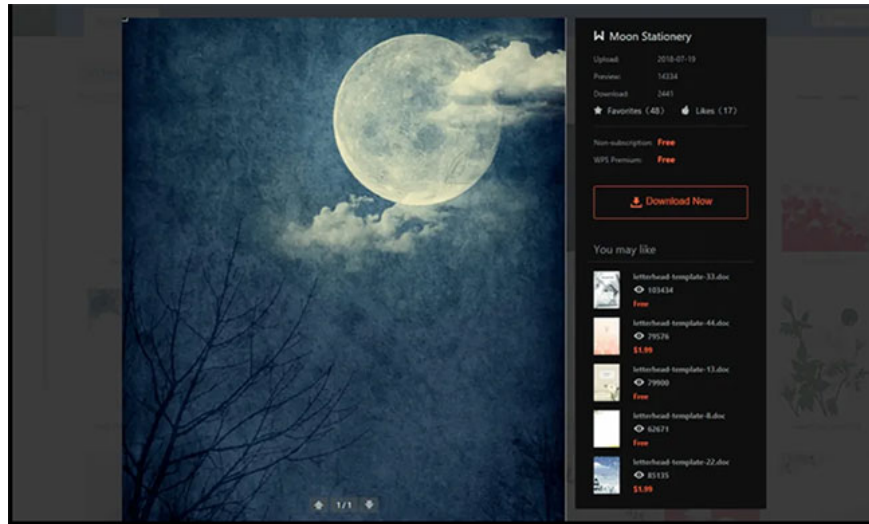 Moon Stationery
Upload: 2018-07-19
Preview: 14334
Download: 2441
Favorites (48) Likes (17)
Non-subscription: Free
WPS Premium: Free
Download Now
You may like
letterhead-template-33.doc
103434
Free
letterhead-template-44.doc
79576
$1.99
letterhead-template-13.doc
79900
Free
letterhead-template-8.doc
62671
Free
letterhead-template-22.doc
85135
$1.99
1/1